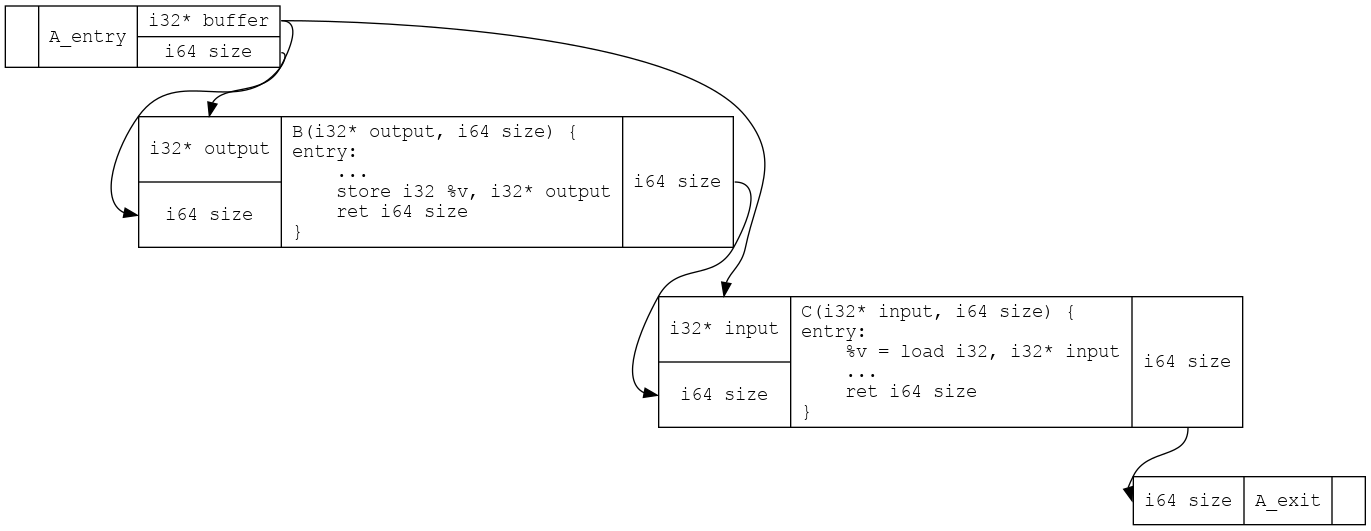 A_entry
i32* buffer
i64 size
i32* output
i64 size
B(i32* output, i64 size) {
entry:
    ...
    store i32 %v, i32* output
    ret i64 size
}
i64 size
i32* input
i64 size
C(i32* input, i64 size) {
entry:
    %v = load i32, i32* input
    ...
    ret i64 size
}
i64 size
i64 size
A_exit